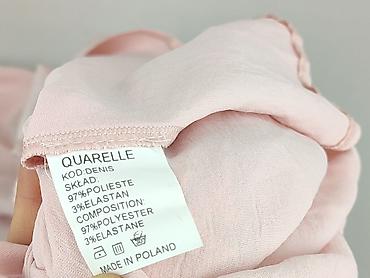 QUARELLE
KOD:DENIS
SKŁAD:
97%POLIESTE
3%ELASTAN
COMPOSITION:
97%POLYESTER
3%ELASTANE
MADE IN POLAND